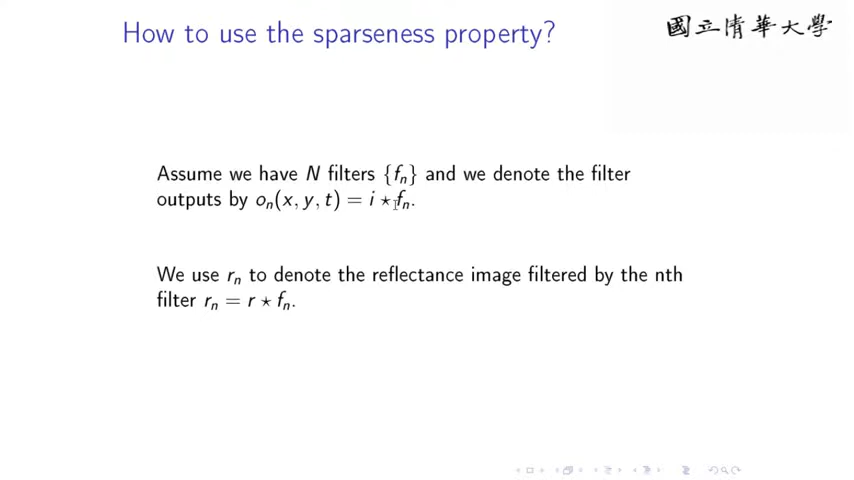 How to use the sparseness property?
國立清華大學
Assume we have N filters {fₙ} and we denote the filter
outputs by oₙ(x, y, t) = i ⋆ fₙ.
We use rₙ to denote the reflectance image filtered by the nth
filter rₙ = r ⋆ fₙ.